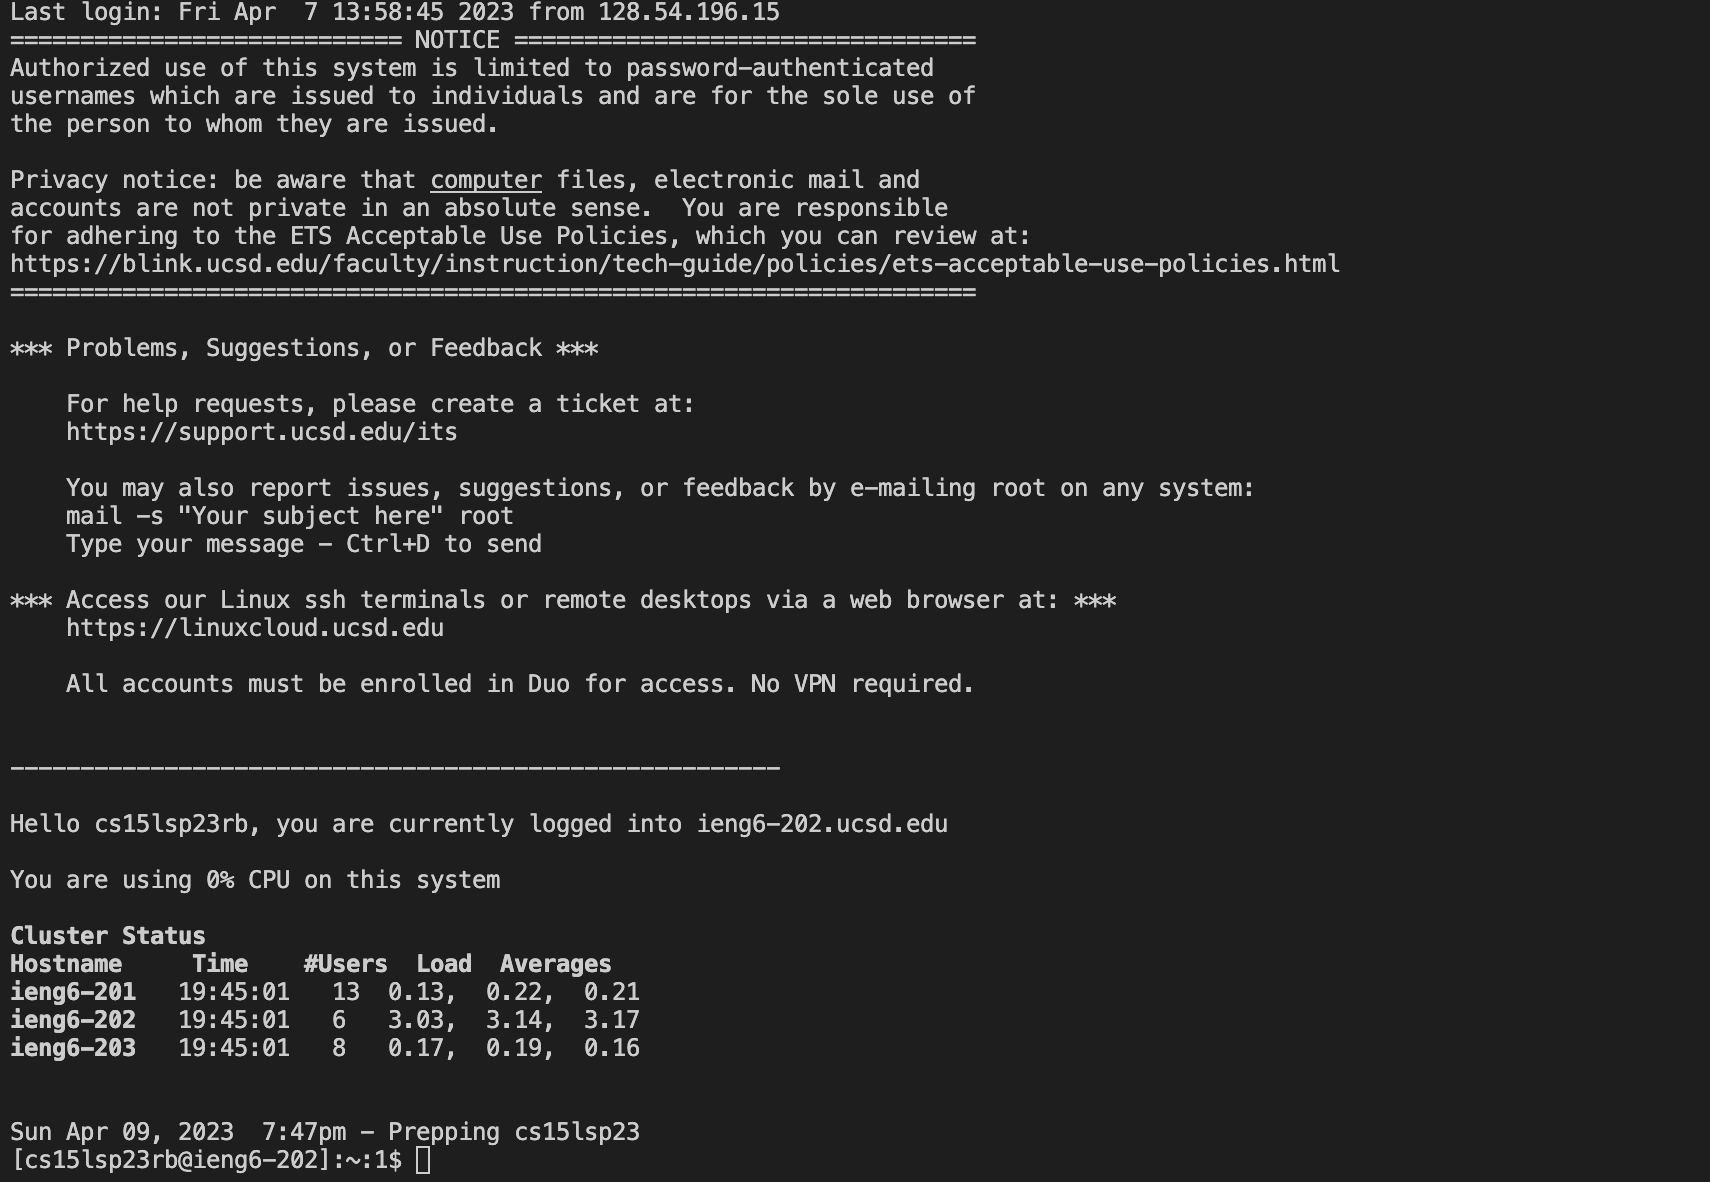 Last login: Fri Apr  7 13:58:45 2023 from 128.54.196.15
============================ NOTICE =================================
Authorized use of this system is limited to password-authenticated
usernames which are issued to individuals and are for the sole use of
the person to whom they are issued.

Privacy notice: be aware that computer files, electronic mail and
accounts are not private in an absolute sense.  You are responsible
for adhering to the ETS Acceptable Use Policies, which you can review at:
https://blink.ucsd.edu/faculty/instruction/tech-guide/policies/ets-acceptable-use-policies.html
=====================================================================

*** Problems, Suggestions, or Feedback ***

    For help requests, please create a ticket at:
    https://support.ucsd.edu/its

    You may also report issues, suggestions, or feedback by e-mailing root on any system:
    mail -s "Your subject here" root
    Type your message - Ctrl+D to send

*** Access our Linux ssh terminals or remote desktops via a web browser at: ***
    https://linuxcloud.ucsd.edu

    All accounts must be enrolled in Duo for access. No VPN required.


-------------------------------------------------------

Hello cs15lsp23rb, you are currently logged into ieng6-202.ucsd.edu

You are using 0% CPU on this system

Cluster Status
Hostname     Time    #Users  Load  Averages
ieng6-201   19:45:01   13  0.13,  0.22,  0.21
ieng6-202   19:45:01   6   3.03,  3.14,  3.17
ieng6-203   19:45:01   8   0.17,  0.19,  0.16


Sun Apr 09, 2023  7:47pm - Prepping cs15lsp23
[cs15lsp23rb@ieng6-202]:~:1$